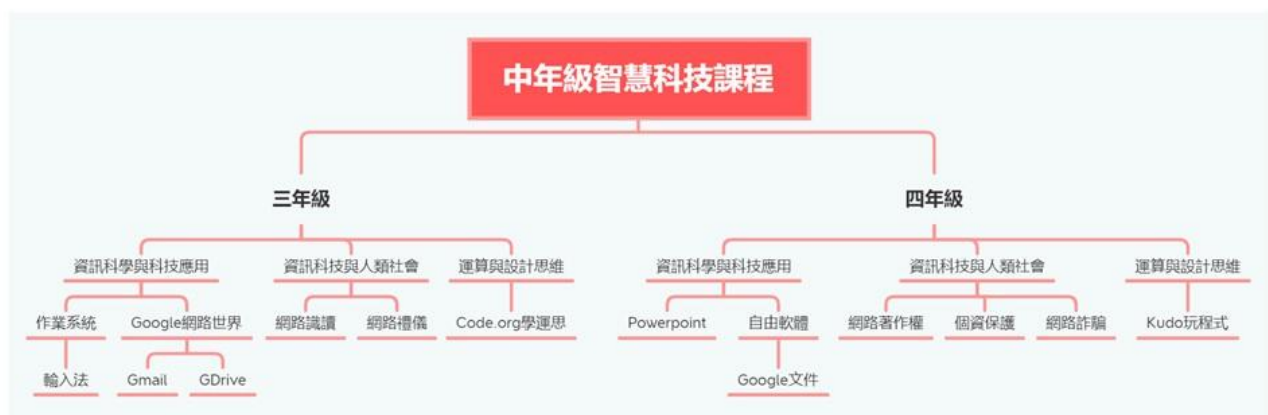 中年級智慧科技課程
三年級
四年級
資訊科學與科技應用
資訊科技與人類社會
運算與設計思維
資訊科學與科技應用
資訊科技與人類社會
運算與設計思維
作業系統
Google網路世界
網路識讀
網路禮儀
Code.org學運思
Powerpoint
自由軟體
網路著作權
個資保護
網路詐騙
Kudo玩程式
輸入法
Gmail
GDrive
Google文件